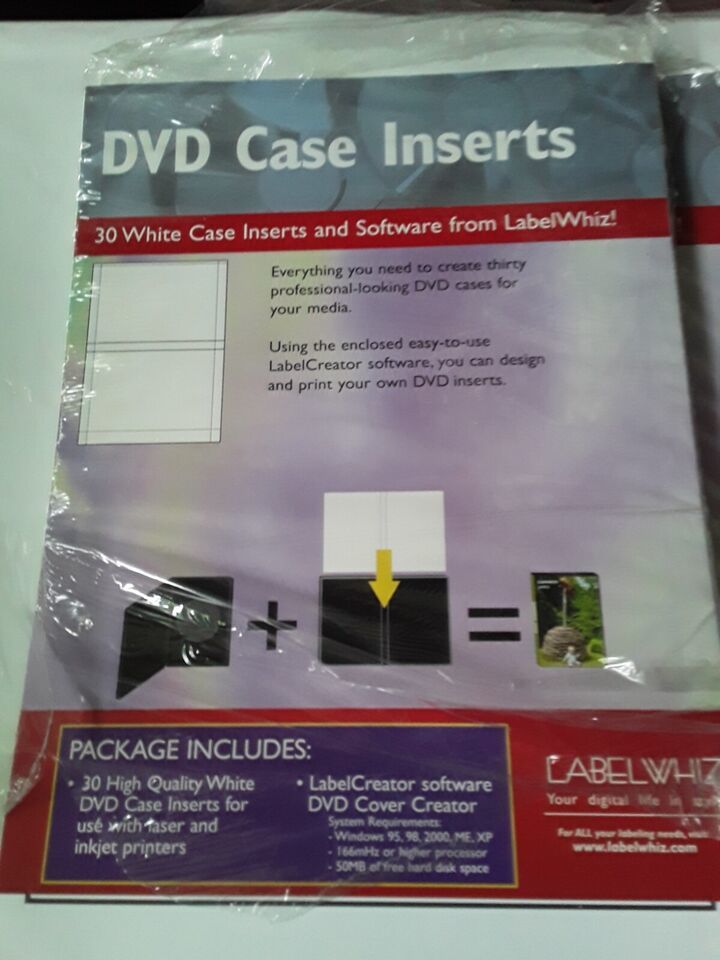 DVD Case Inserts
30 White Case Inserts and Software from LabelWhiz!
Everything you need to create thirty
professional-looking DVD cases for
your media.
Using the enclosed easy-to-use
LabelCreator software, you can design
and print your own DVD inserts.
PACKAGE INCLUDES:
• 30 High Quality White
DVD Case Inserts for
use with laser and
inkjet printers
• LabelCreator software
DVD Cover Creator
System Requirements:
- Windows 95, 98, 2000, ME, XP
- 166mHz or higher processor
- 50MB of free hard disk space
LABELWHIZ
Your digital life in
For ALL your labeling needs, visit
www.labelwhiz.com